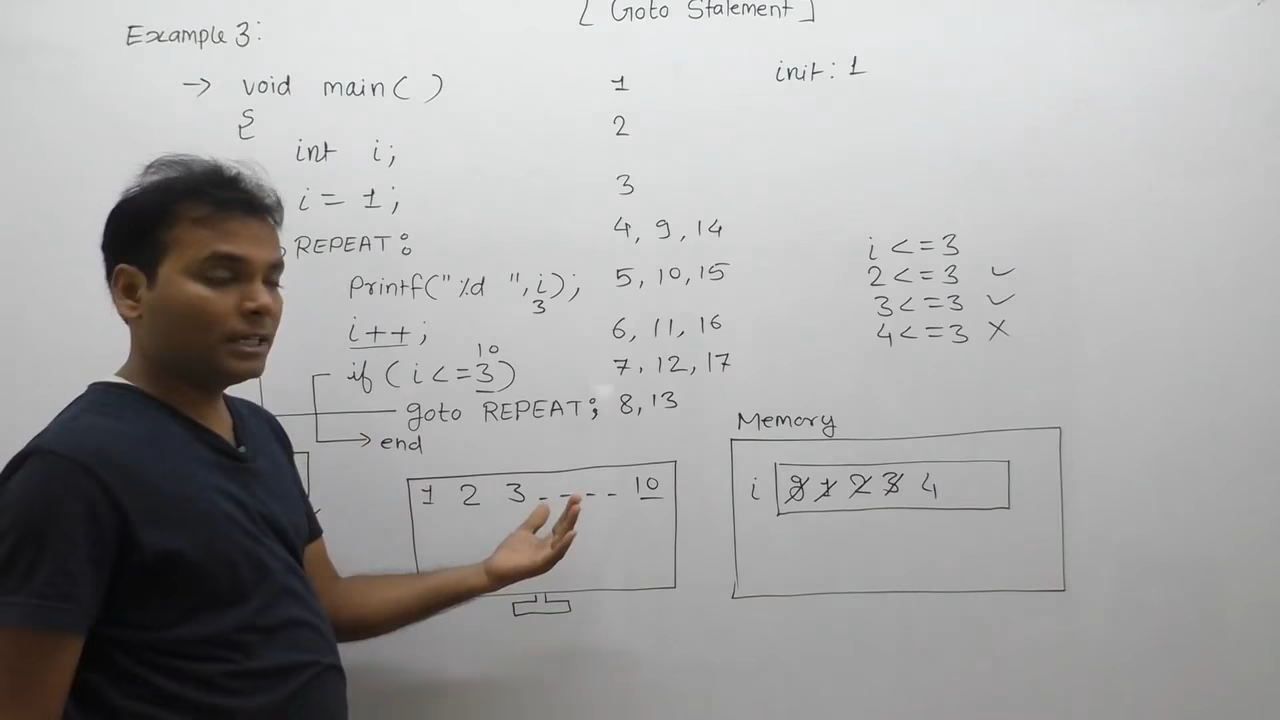 [ Goto Statement ]
Example 3:
init: 1
→ void main( ) 1
{ 2
int i; 3
i = 1; 4, 9, 14
REPEAT:
printf("%d ", i); 5, 10, 15
3
i++; 6, 11, 16
10
if ( i <= 3 ) 7, 12, 17
goto REPEAT; 8, 13
→ end
i <= 3
2 <= 3 ✓
3 <= 3 ✓
4 <= 3 X
1 2 3 - - - - 10
Memory
i 1 2 3 4